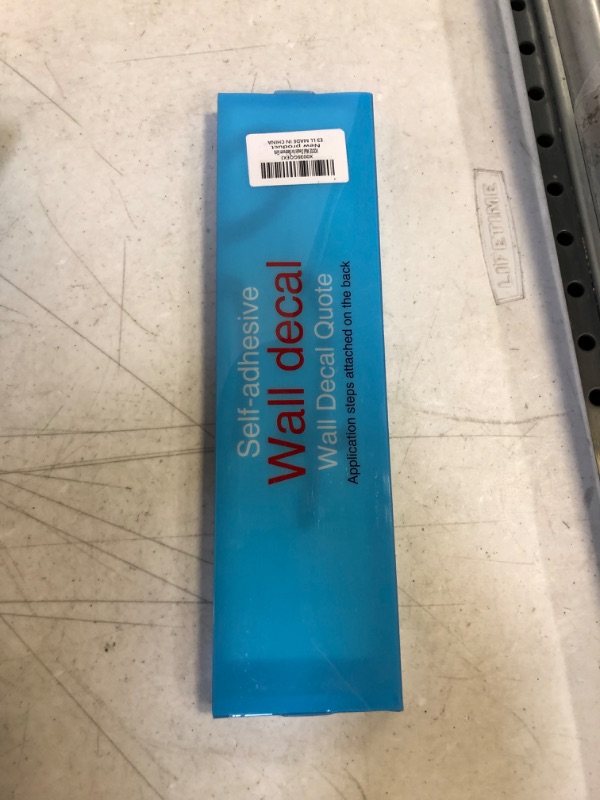 Self-adhesive
Wall decal
Wall Decal Quote
Application steps attached on the back
New product
MADE IN CHINA
LIFETIME